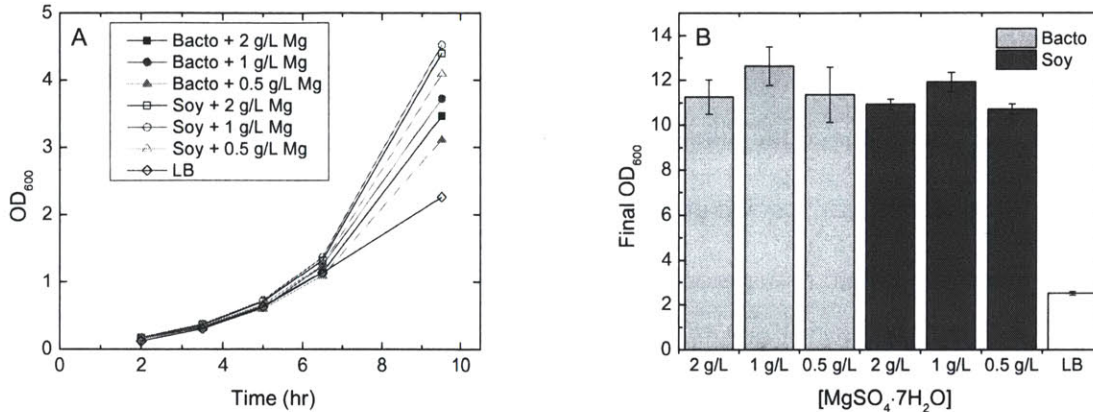 A
Bacto + 2 g/L Mg
Bacto + 1 g/L Mg
Bacto + 0.5 g/L Mg
Soy + 2 g/L Mg
Soy + 1 g/L Mg
Soy + 0.5 g/L Mg
LB
5
4
3
2
1
0
OD600
0 2 4 6 8 10
Time (hr)
B
Bacto
Soy
14
12
10
8
6
4
2
0
Final OD600
2 g/L 1 g/L 0.5 g/L 2 g/L 1 g/L 0.5 g/L LB
[MgSO4·7H2O]